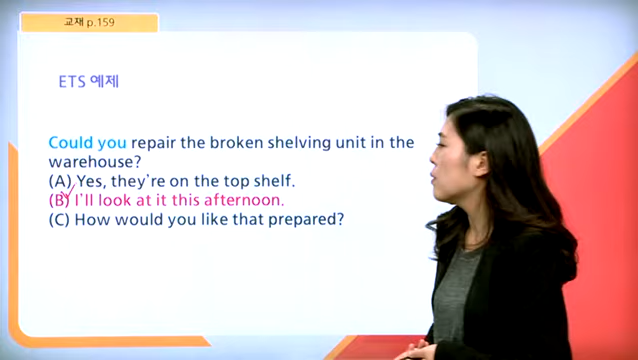 교재 p.159
ETS 예제
Could you repair the broken shelving unit in the
warehouse?
(A) Yes, they're on the top shelf.
(B) I'll look at it this afternoon.
(C) How would you like that prepared?